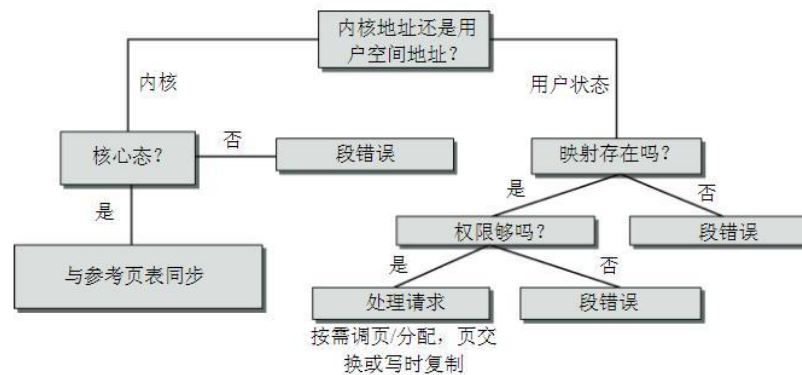 内核地址还是用
户空间地址?
内核
用户状态
核心态?
否
段错误
映射存在吗?
是
是
否
权限够吗?
段错误
与参考页表同步
是
否
处理请求
段错误
按需调页/分配，页交
换或写时复制